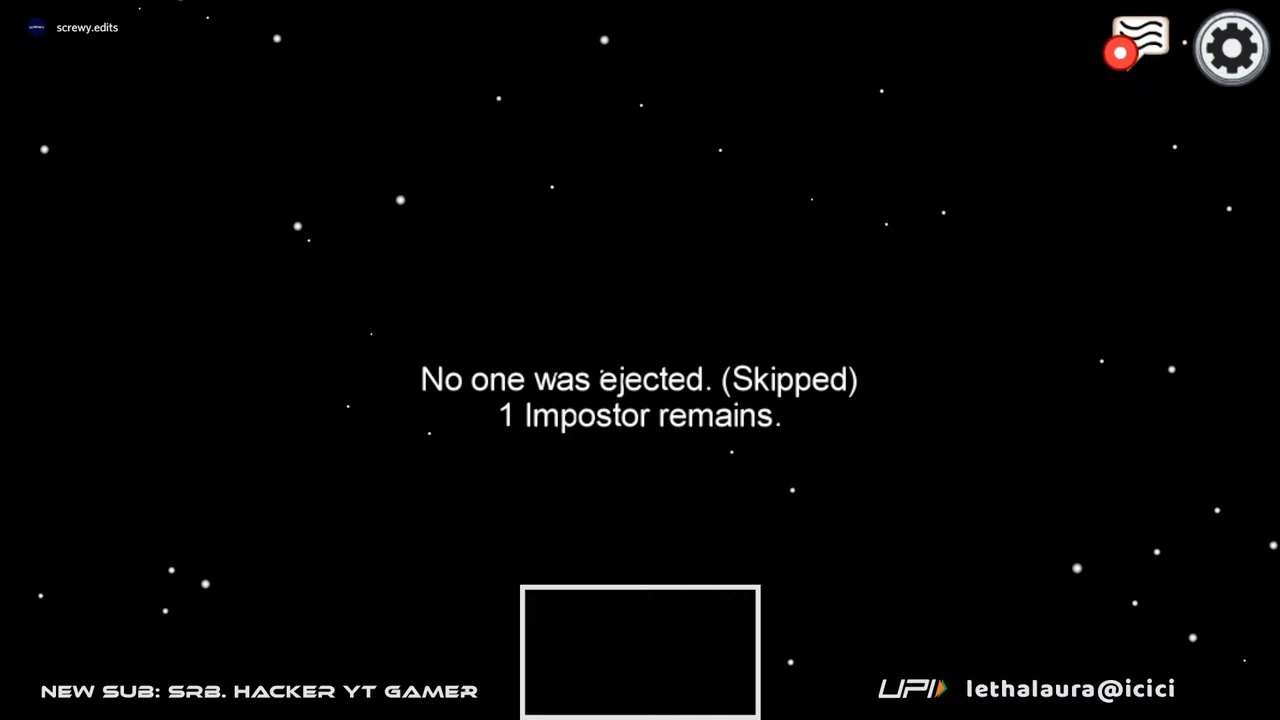 screwy.edits
No one was ejected. (Skipped)
1 Impostor remains.
NEW SUB: SRB. HACKER YT GAMER
UPI lethalaura@icici